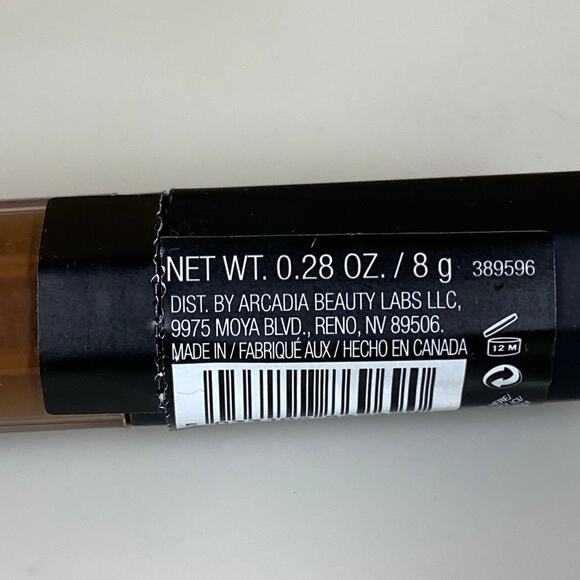 NET WT. 0.28 OZ. / 8 g 389596
DIST. BY ARCADIA BEAUTY LABS LLC,
9975 MOYA BLVD., RENO, NV 89506.
MADE IN / FABRIQUÉ AUX / HECHO EN CANADA
12 M